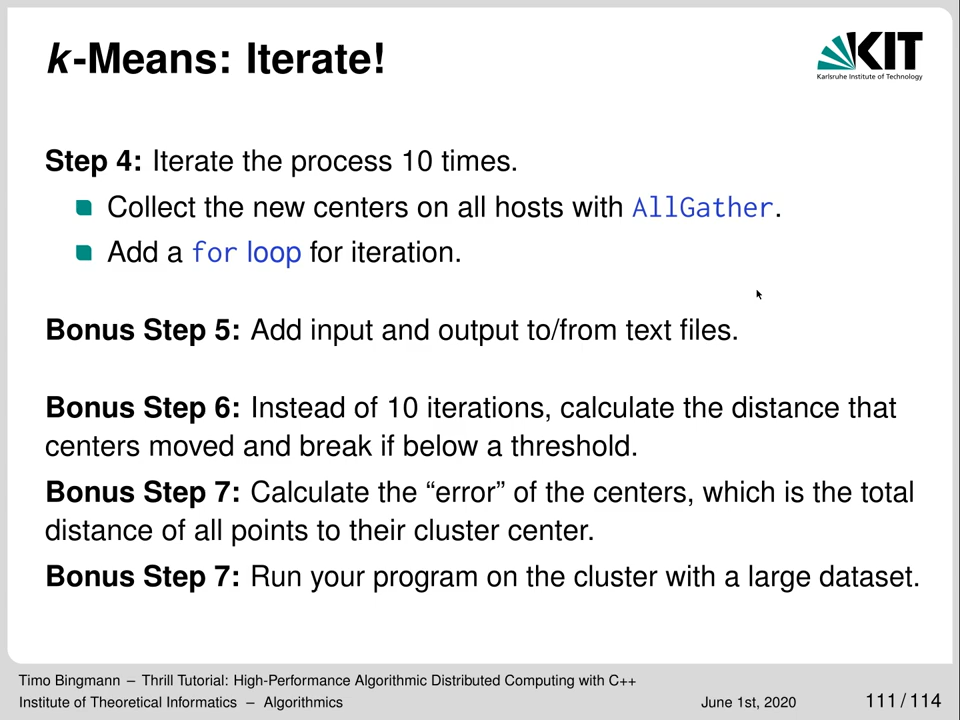 k-Means: Iterate!
KIT
Karlsruhe Institute of Technology
Step 4: Iterate the process 10 times.
Collect the new centers on all hosts with AllGather.
Add a for loop for iteration.
Bonus Step 5: Add input and output to/from text files.
Bonus Step 6: Instead of 10 iterations, calculate the distance that
centers moved and break if below a threshold.
Bonus Step 7: Calculate the “error” of the centers, which is the total
distance of all points to their cluster center.
Bonus Step 7: Run your program on the cluster with a large dataset.
Timo Bingmann – Thrill Tutorial: High-Performance Algorithmic Distributed Computing with C++
Institute of Theoretical Informatics – Algorithmics
June 1st, 2020
111 / 114